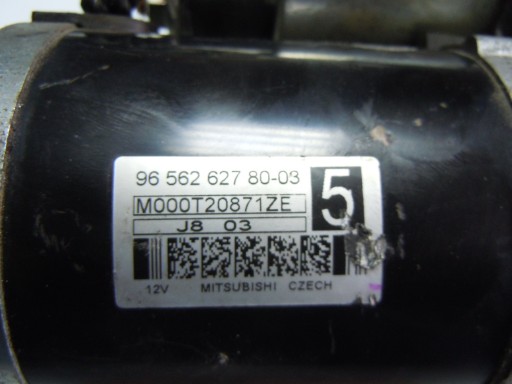 96 562 627 80-03
5
M000T20871ZE
J8 03
12V MITSUBISHI CZECH